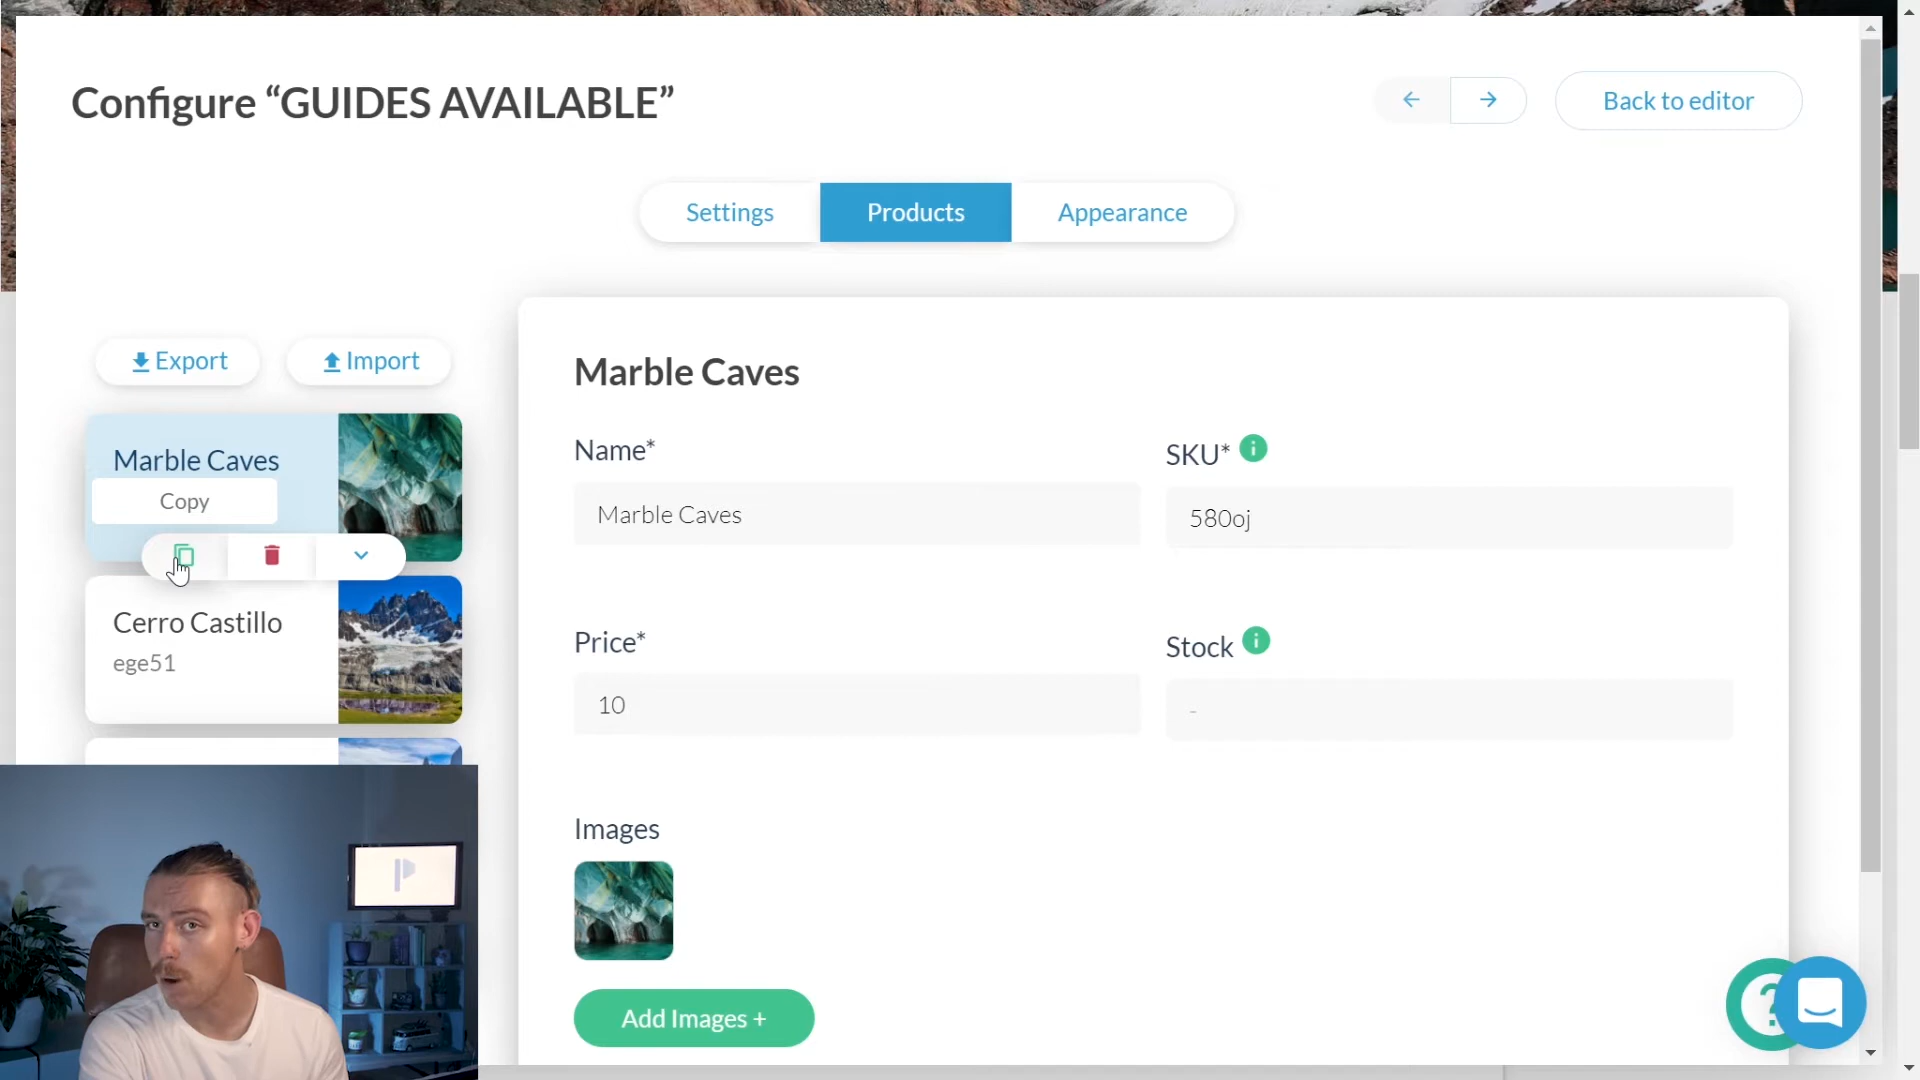 Configure “GUIDES AVAILABLE”
Back to editor
Settings
Products
Appearance
Export
Import
Marble Caves
Copy
Cerro Castillo
ege51
Marble Caves
Name*
Marble Caves
SKU*
580oj
Price*
10
Stock
-
Images
Add Images +